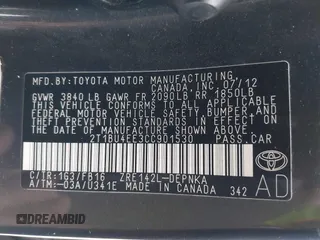 MFD.BY:TOYOTA MOTOR MANUFACTURING
CANADA, INC. 07/12
GVWR 3840 LB GAWR FR 2090LB RR 1850LB
THIS VEHICLE CONFORMS TO ALL APPLICABLE
FEDERAL MOTOR VEHICLE SAFETY, BUMPER, AND
THEFT PREVENTION STANDARDS IN EFFECT ON
THE DATE OF MANUFACTURE SHOWN ABOVE.
2T1BU4EE3CC901530 PASS.CAR
C/TR:1G3/FB16 ZRE142L-DEPNKA
A/TM:-03A/U341E MADE IN CANADA 342
AD
DREAMBID